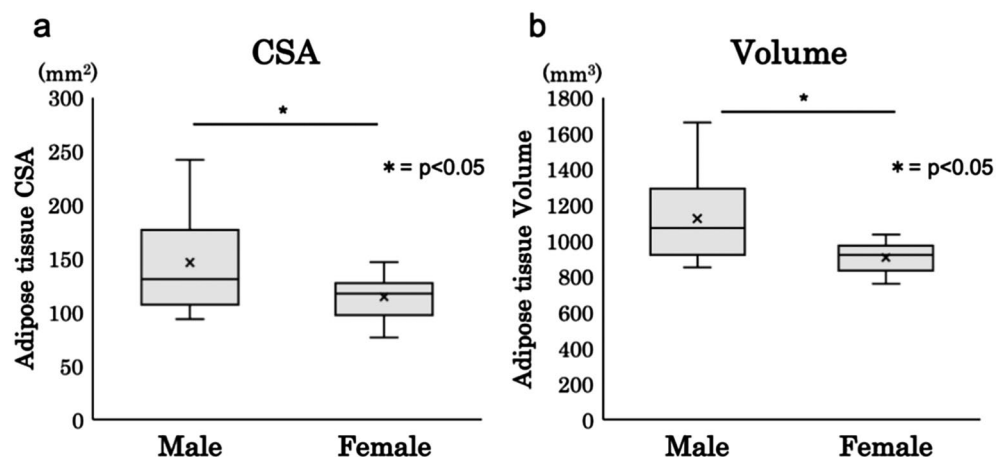 a
CSA
(mm²)
300
250
200
150
100
50
0
Adipose tissue CSA
*
* = p<0.05
Male
Female
b
Volume
(mm³)
1800
1600
1400
1200
1000
800
600
400
200
0
Adipose tissue Volume
*
* = p<0.05
Male
Female